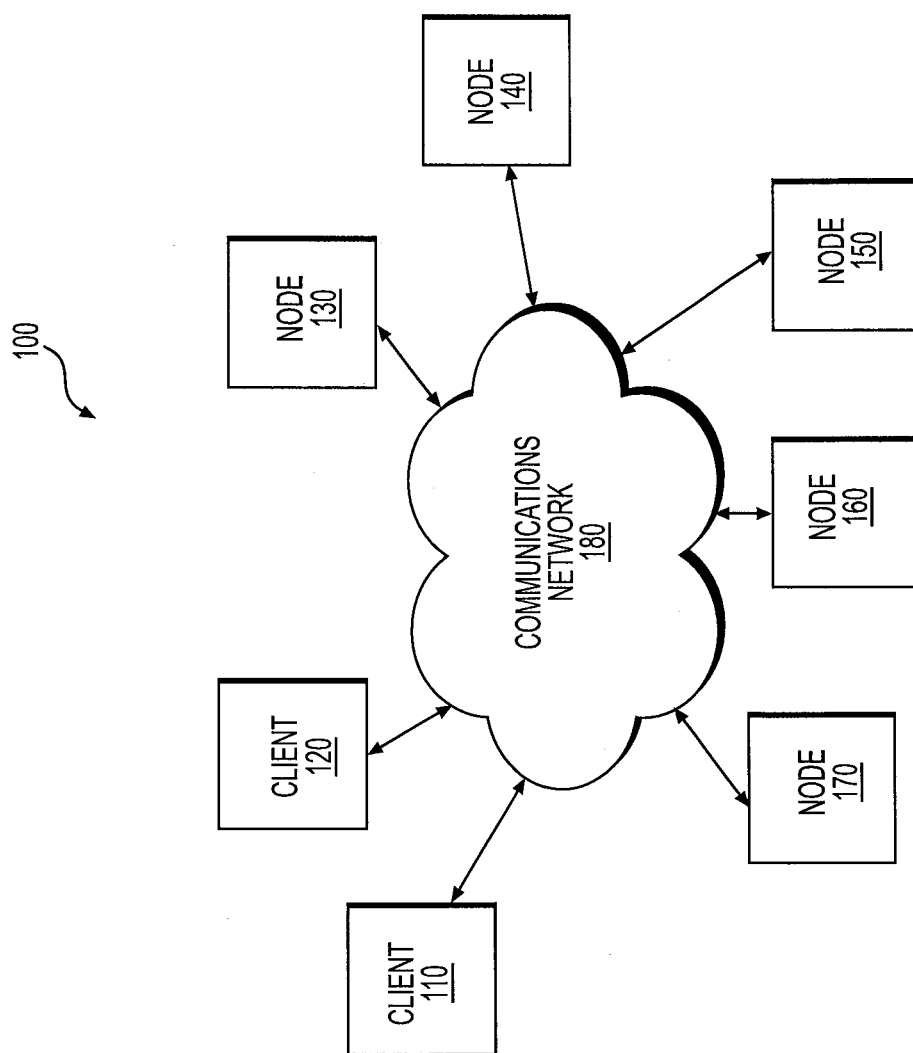 100
CLIENT
110
CLIENT
120
NODE
130
NODE
140
COMMUNICATIONS
NETWORK
180
NODE
170
NODE
160
NODE
150